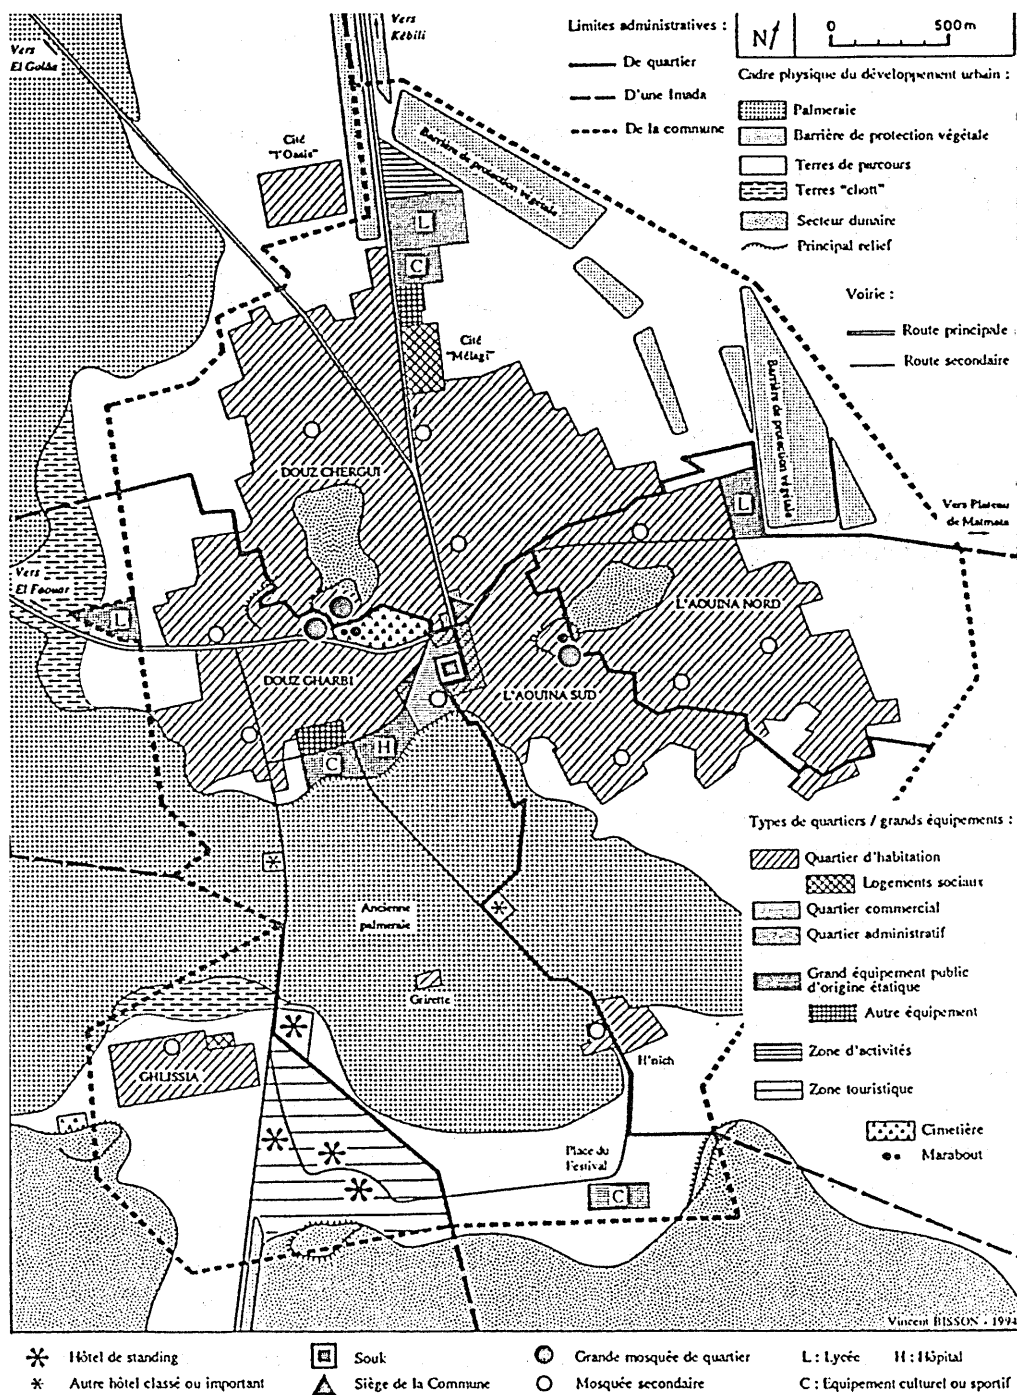 Vers
El Goléa
Vers
Kébili
Limites administratives :
De quartier
D'une Imada
De la commune
N
0 500m
Cadre physique du développement urbain :
Palmeraie
Barrière de protection végétale
Terres de parcours
Terres "chott"
Secteur dunaire
Principal relief
Voirie :
Route principale
Route secondaire
Cité
"l'Oasis"
Barrière de protection végétale
L
C
Cité
"Mélagi"
Barrière de protection végétale
DOUZ CHERGUI
L
Vers Plateau
de Matmata
Vers
El Faouar
L
L'AOUINA NORD
DOUZ GHARBI
L'AOUINA SUD
H
C
Types de quartiers / grands équipements :
Quartier d'habitation
Logements sociaux
Quartier commercial
Quartier administratif
Grand équipement public
d'origine étatique
Autre équipement
Zone d'activités
Zone touristique
Cimetière
Marabout
Ancienne
palmeraie
Grirette
H'nich
GHLISSIA
Place du
Festival
C
Vincent BISSON - 1994
Hôtel de standing
Souk
Grande mosquée de quartier
L : Lycée
H : Hôpital
Autre hôtel classé ou important
Siège de la Commune
Mosquée secondaire
C : Equipement culturel ou sportif